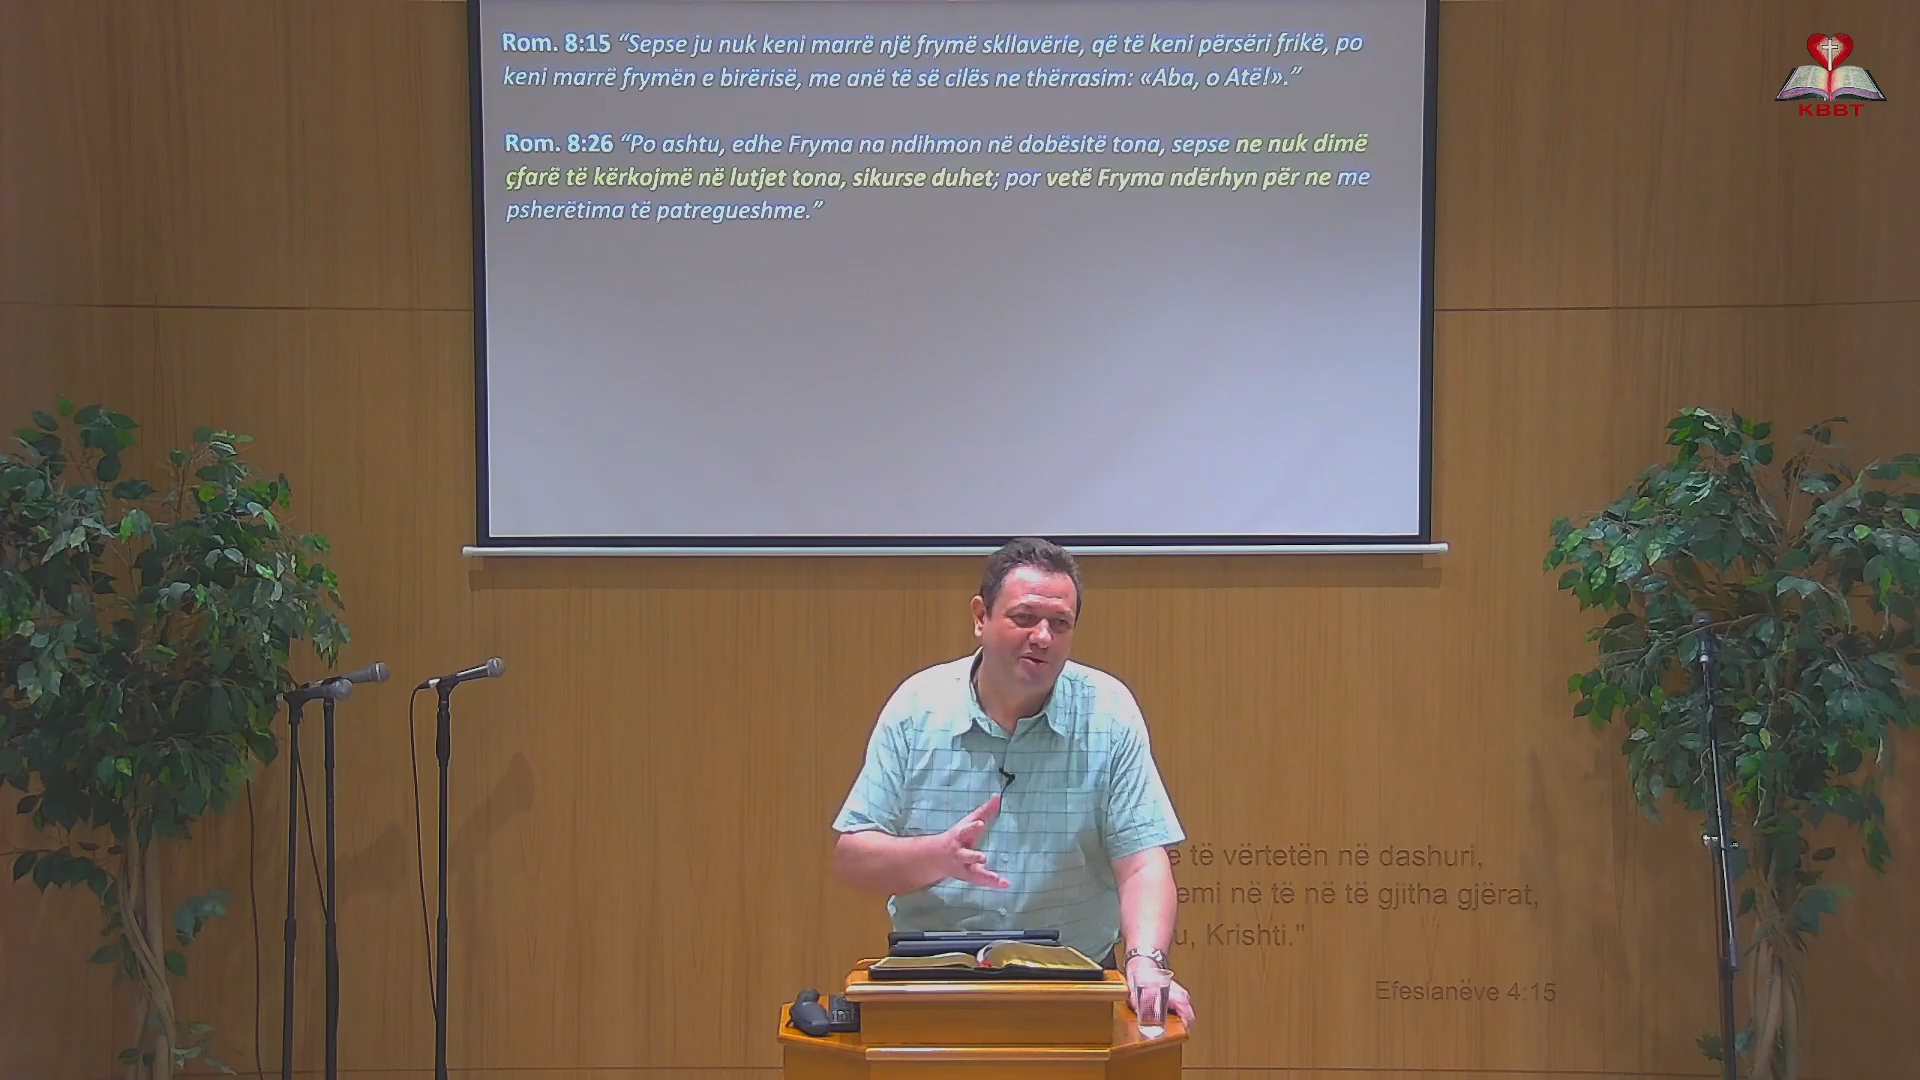 Rom. 8:15 “Sepse ju nuk keni marrë një frymë skllavërie, që të keni përsëri frikë, po
keni marrë frymën e birërisë, me anë të së cilës ne thërrasim: «Aba, o Atë!».”
Rom. 8:26 “Po ashtu, edhe Fryma na ndihmon në dobësitë tona, sepse ne nuk dimë
çfarë të kërkojmë në lutjet tona, sikurse duhet; por vetë Fryma ndërhyn për ne me
psherëtima të patregueshme.”
KBBT
e të vërtetën në dashuri,
emi në të në të gjitha gjërat,
u, Krishti."
Efesianëve 4:15